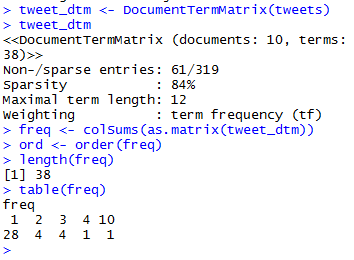 > tweet_dtm <- DocumentTermMatrix(tweets)
> tweet_dtm
<<DocumentTermMatrix (documents: 10, terms:
38)>>
Non-/sparse entries: 61/319
Sparsity           : 84%
Maximal term length: 12
Weighting          : term frequency (tf)
> freq <- colSums(as.matrix(tweet_dtm))
> ord <- order(freq)
> length(freq)
[1] 38
> table(freq)
freq
 1  2  3  4 10
28  4  4  1  1
>